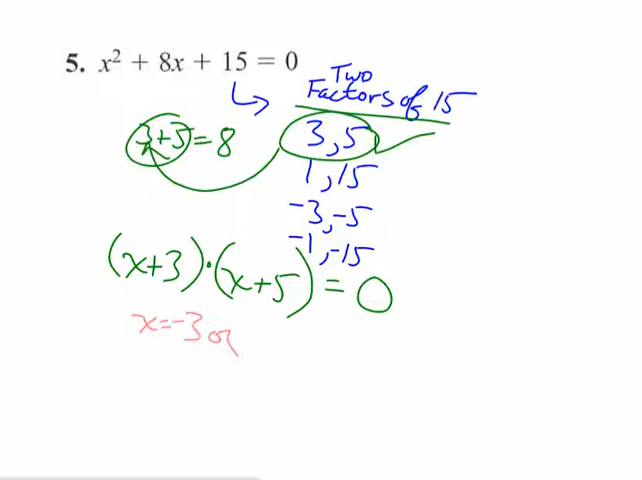 5. x² + 8x + 15 = 0
Two
Factors of 15
3+5 = 8
3, 5
1, 15
-3, -5
-1, -15
(x+3)·(x+5) = 0
x=-3 or